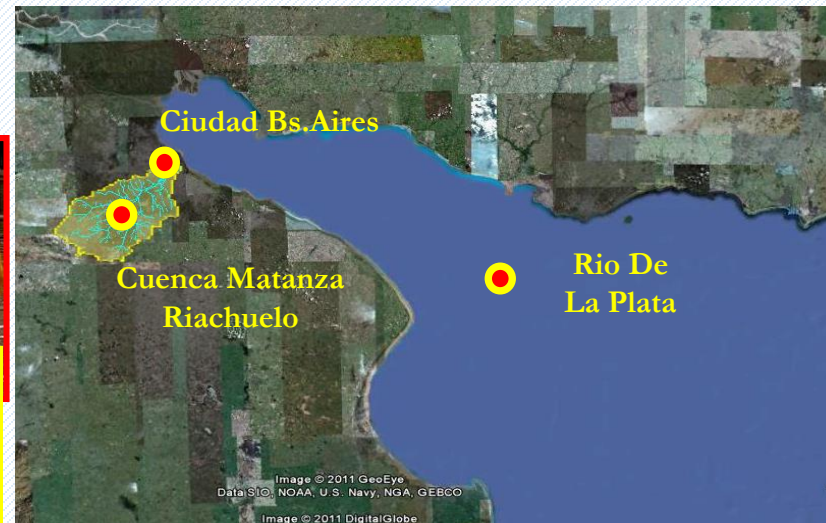 Ciudad Bs.Aires
Cuenca Matanza
Riachuelo
Rio De
La Plata
Image © 2011 GeoEye
Data SIO, NOAA, U.S. Navy, NGA, GEBCO
Image © 2011 DigitalGlobe